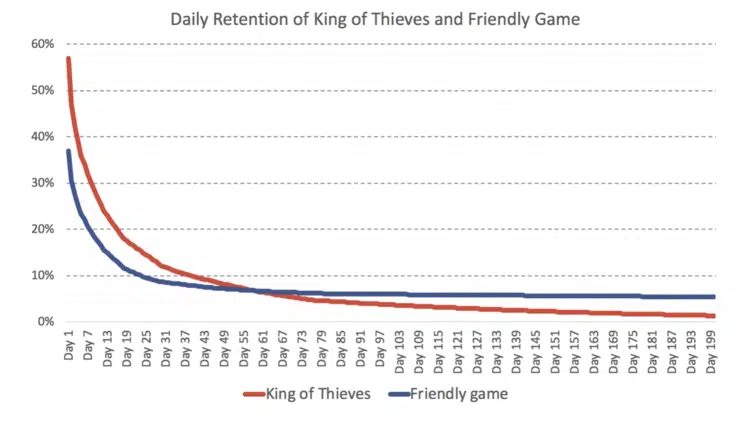 Daily Retention of King of Thieves and Friendly Game
60%
50%
40%
30%
20%
10%
0%
Day 1
Day 7
Day 13
Day 19
Day 25
Day 31
Day 37
Day 43
Day 49
Day 55
Day 61
Day 67
Day 73
Day 79
Day 85
Day 91
Day 97
Day 103
Day 109
Day 115
Day 121
Day 127
Day 133
Day 139
Day 145
Day 151
Day 157
Day 163
Day 169
Day 175
Day 181
Day 187
Day 193
Day 199
King of Thieves
Friendly game